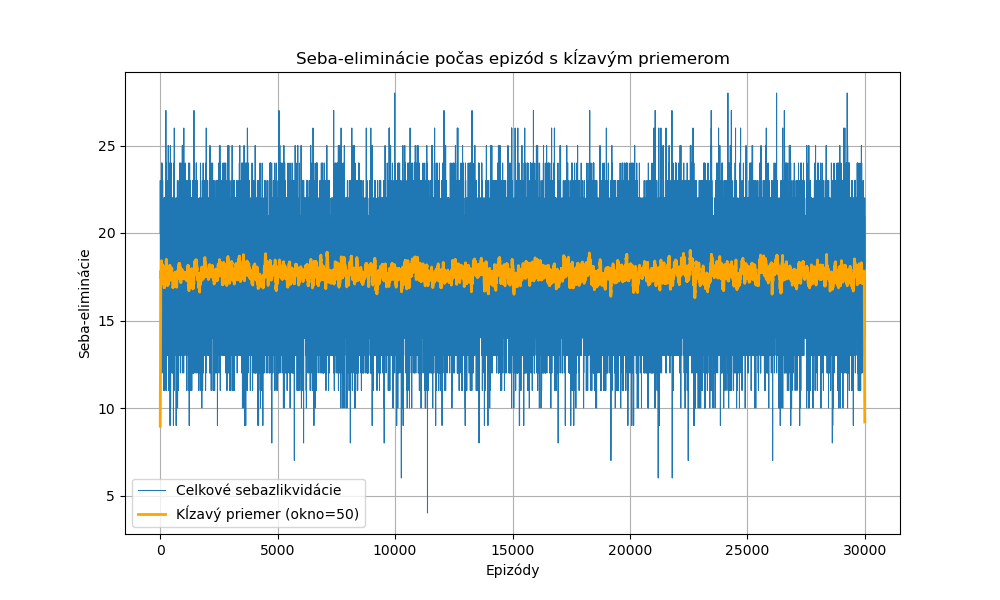 Seba-eliminácie počas epizód s kĺzavým priemerom
Seba-eliminácie
25
20
15
10
5
Celkové sebazlikvidácie
Kĺzavý priemer (okno=50)
0
5000
10000
15000
20000
25000
30000
Epizódy